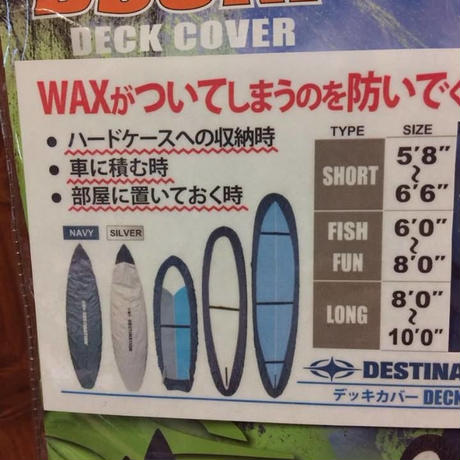 DECK COVER
WAXがついてしまうのを防いでく
• ハードケースへの収納時
• 車に積む時
• 部屋に置いておく時
NAVY SILVER
TYPE SIZE
SHORT 5'8" ~ 6'6"
FISH FUN 6'0" ~ 8'0"
LONG 8'0" ~ 10'0"
DESTINA
デッキカバー DECK